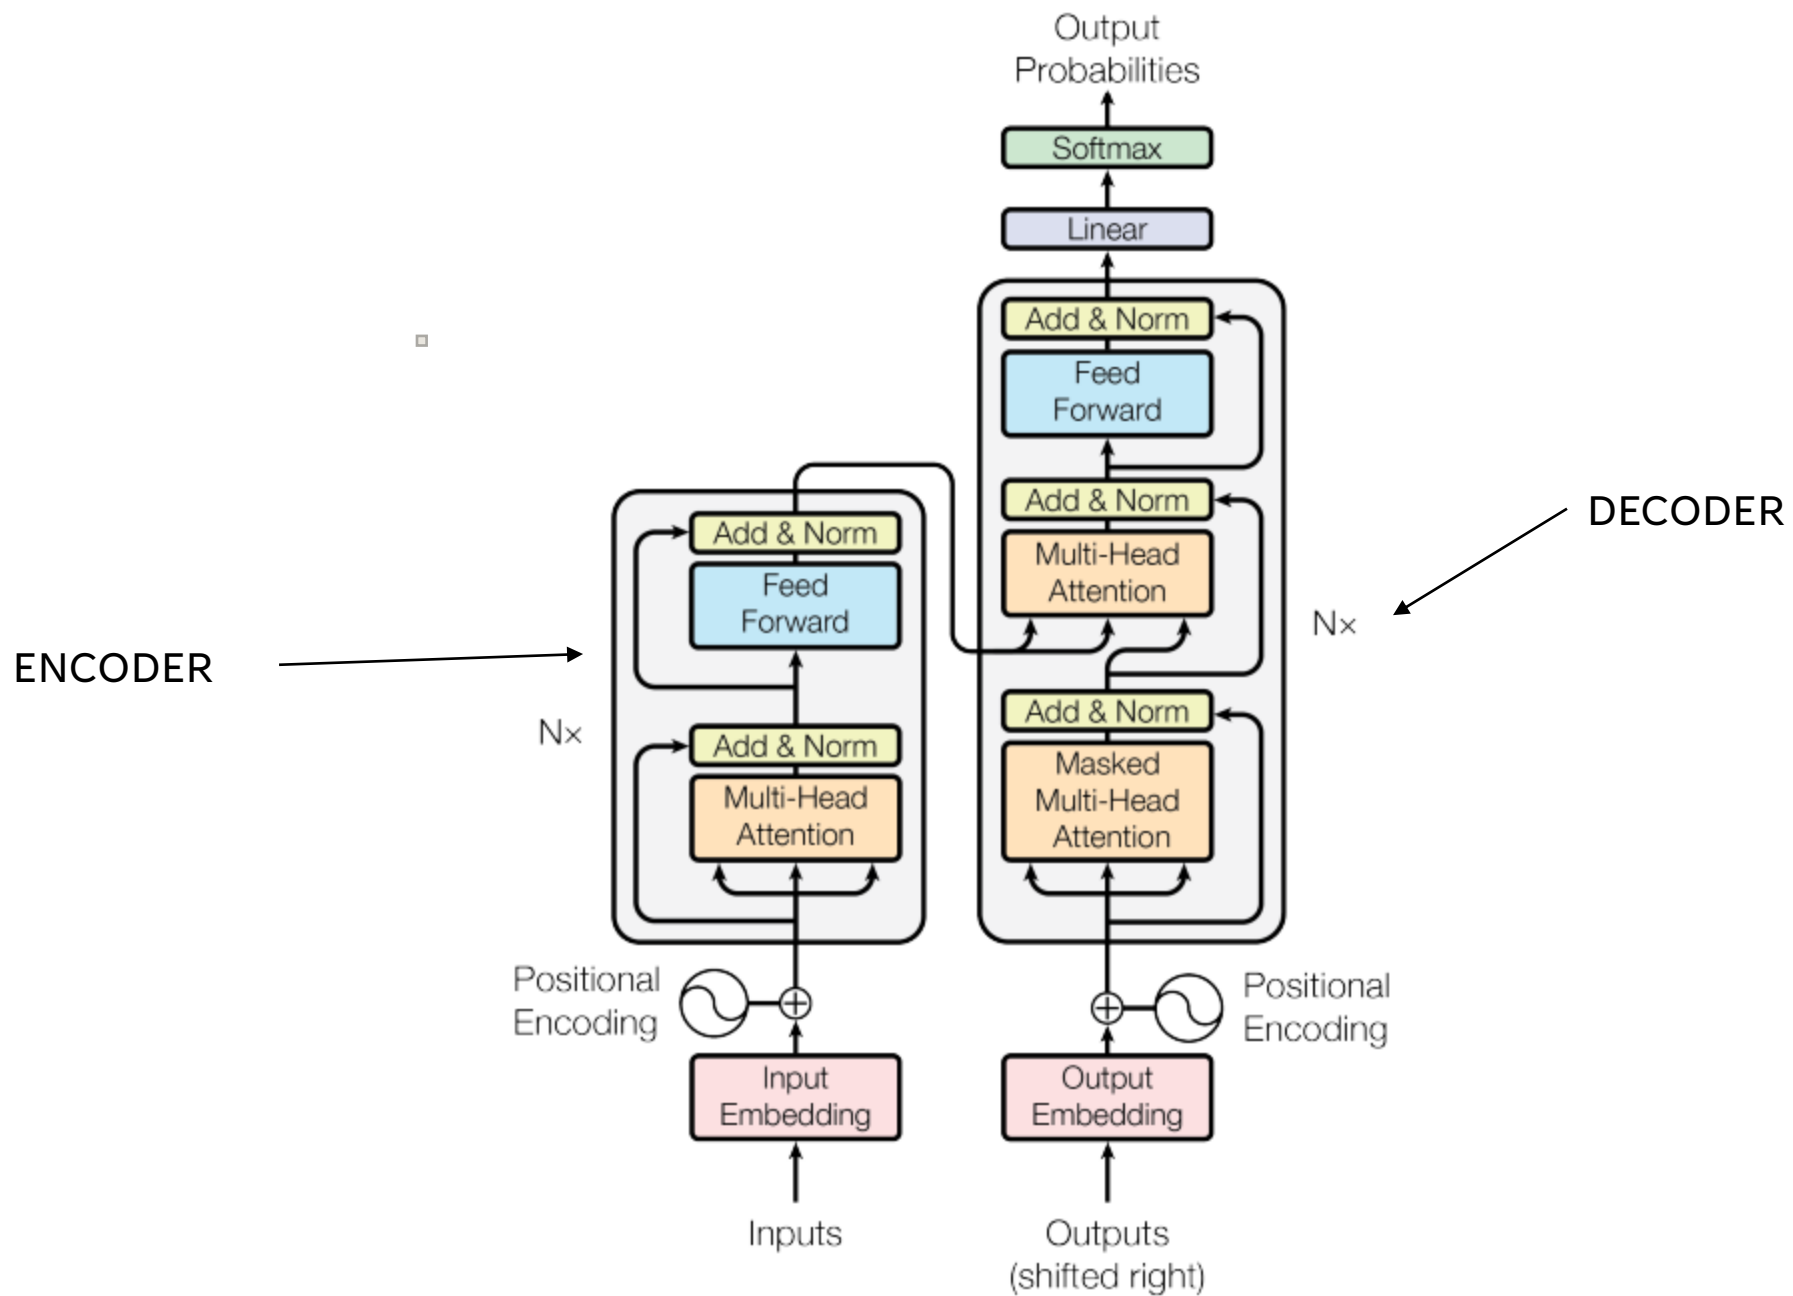 Output
Probabilities
Softmax
Linear
Add & Norm
Feed
Forward
Add & Norm
Multi-Head
Attention
Add & Norm
Masked
Multi-Head
Attention
Nx
DECODER
Add & Norm
Feed
Forward
Add & Norm
Multi-Head
Attention
ENCODER
Nx
Positional
Encoding
Positional
Encoding
Input
Embedding
Output
Embedding
Inputs
Outputs
(shifted right)